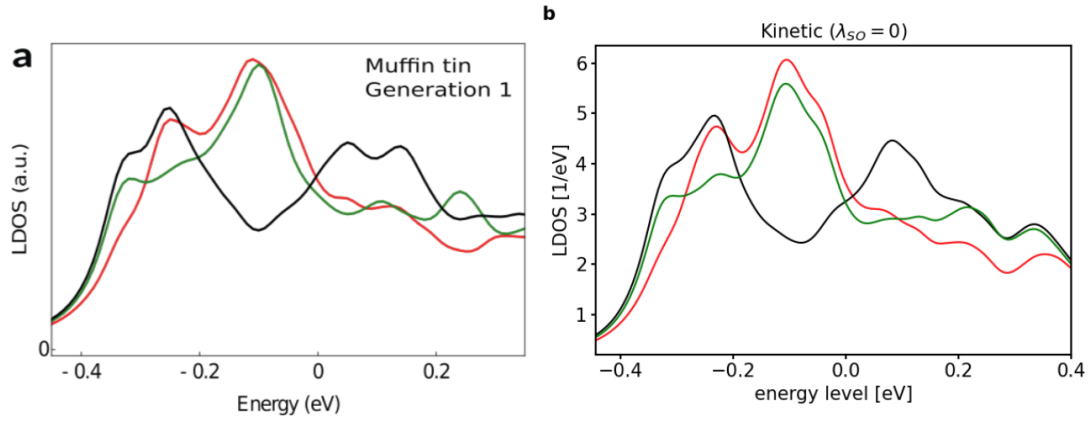 a
Muffin tin
Generation 1
LDOS (a.u.)
0
- 0.4
- 0.2
0
0.2
Energy (eV)
b
Kinetic (λSO = 0)
LDOS [1/eV]
6
5
4
3
2
1
−0.4
−0.2
0.0
0.2
0.4
energy level [eV]